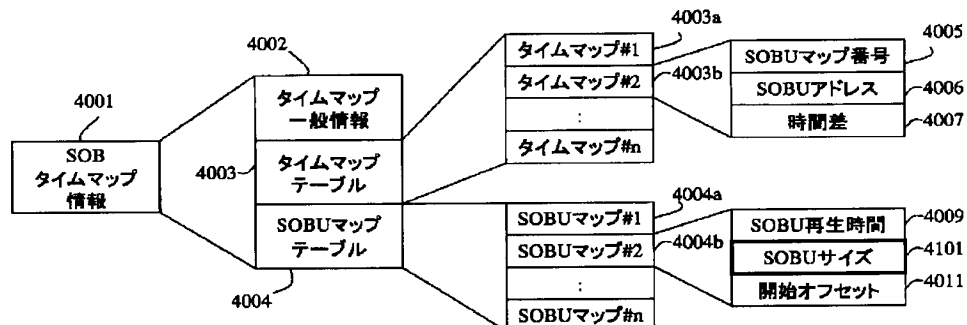 4001
SOB
タイムマップ
情報
4002
タイムマップ
一般情報
4003
タイムマップ
テーブル
SOBUマップ
テーブル
4004
4003a
タイムマップ#1
タイムマップ#2
4003b
:
タイムマップ#n
4005
SOBUマップ番号
SOBUアドレス
4006
時間差
4007
4004a
SOBUマップ#1
SOBUマップ#2
4004b
:
SOBUマップ#n
SOBU再生時間
4009
SOBUサイズ
4101
開始オフセット
4011